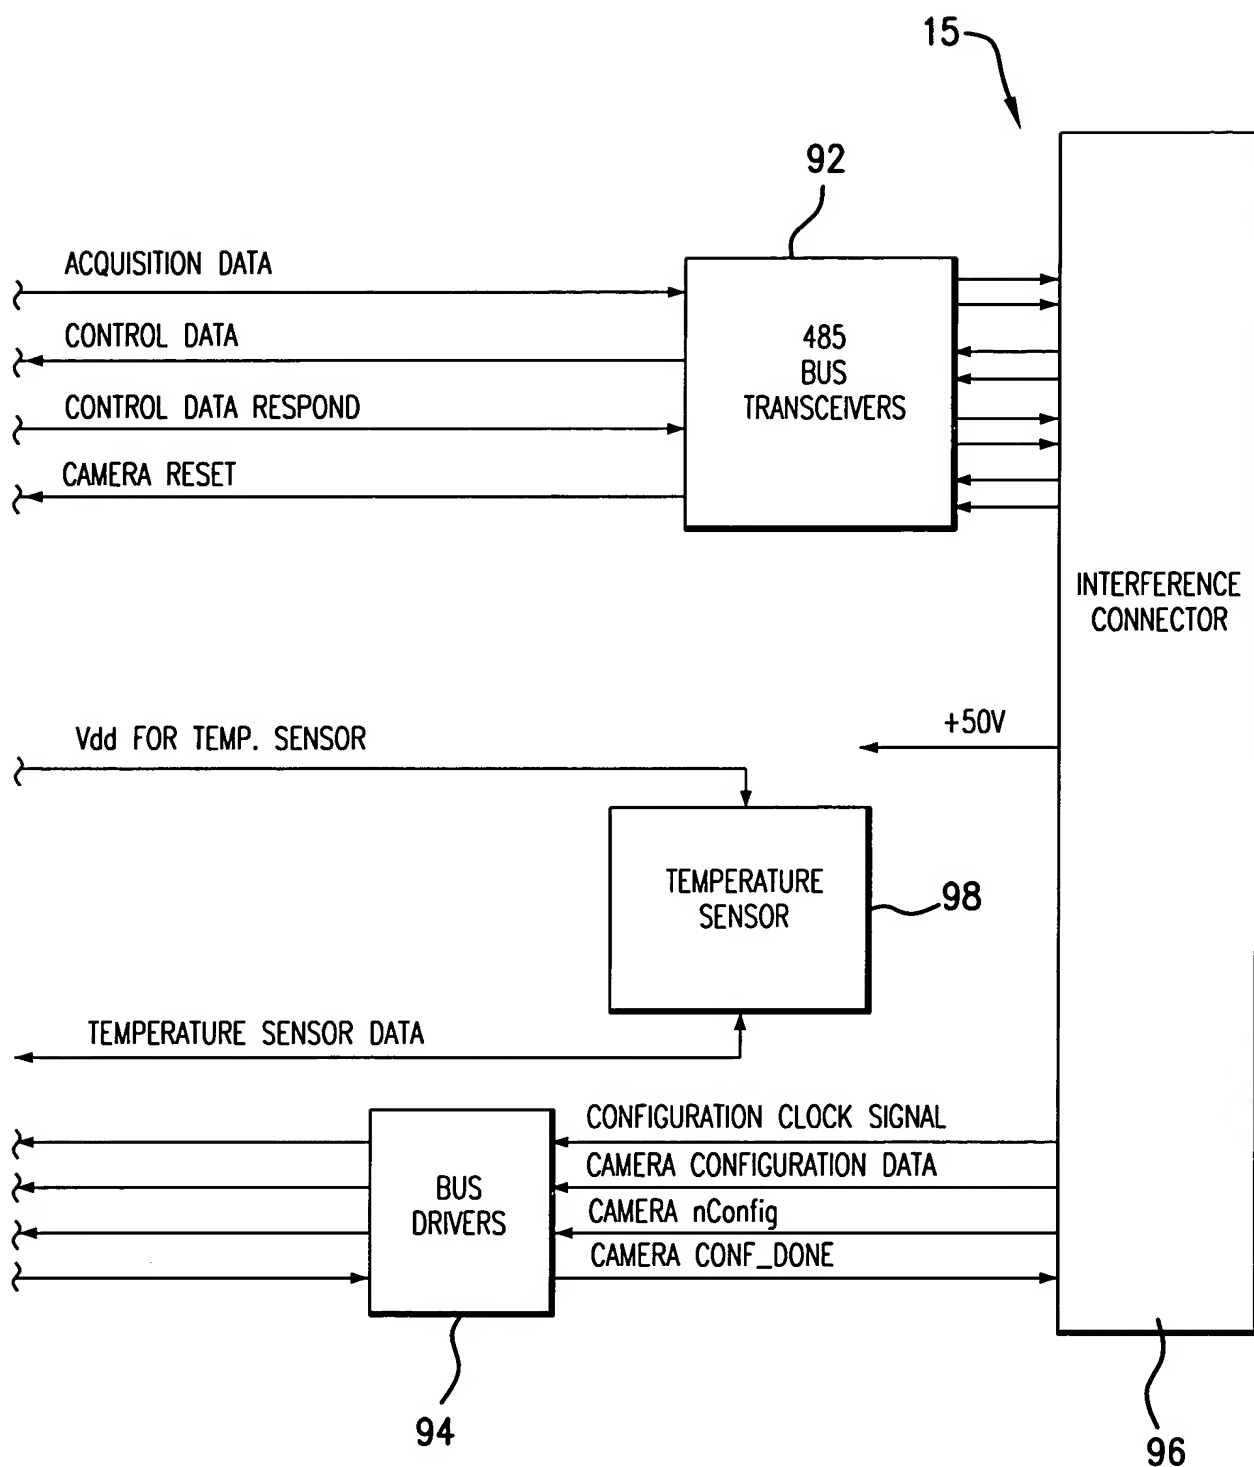 15
92
ACQUISITION DATA
CONTROL DATA
CONTROL DATA RESPOND
CAMERA RESET
485
BUS
TRANSCEIVERS
INTERFERENCE
CONNECTOR
+50V
Vdd FOR TEMP. SENSOR
TEMPERATURE
SENSOR
98
TEMPERATURE SENSOR DATA
BUS
DRIVERS
CONFIGURATION CLOCK SIGNAL
CAMERA CONFIGURATION DATA
CAMERA nConfig
CAMERA CONF_DONE
94
96